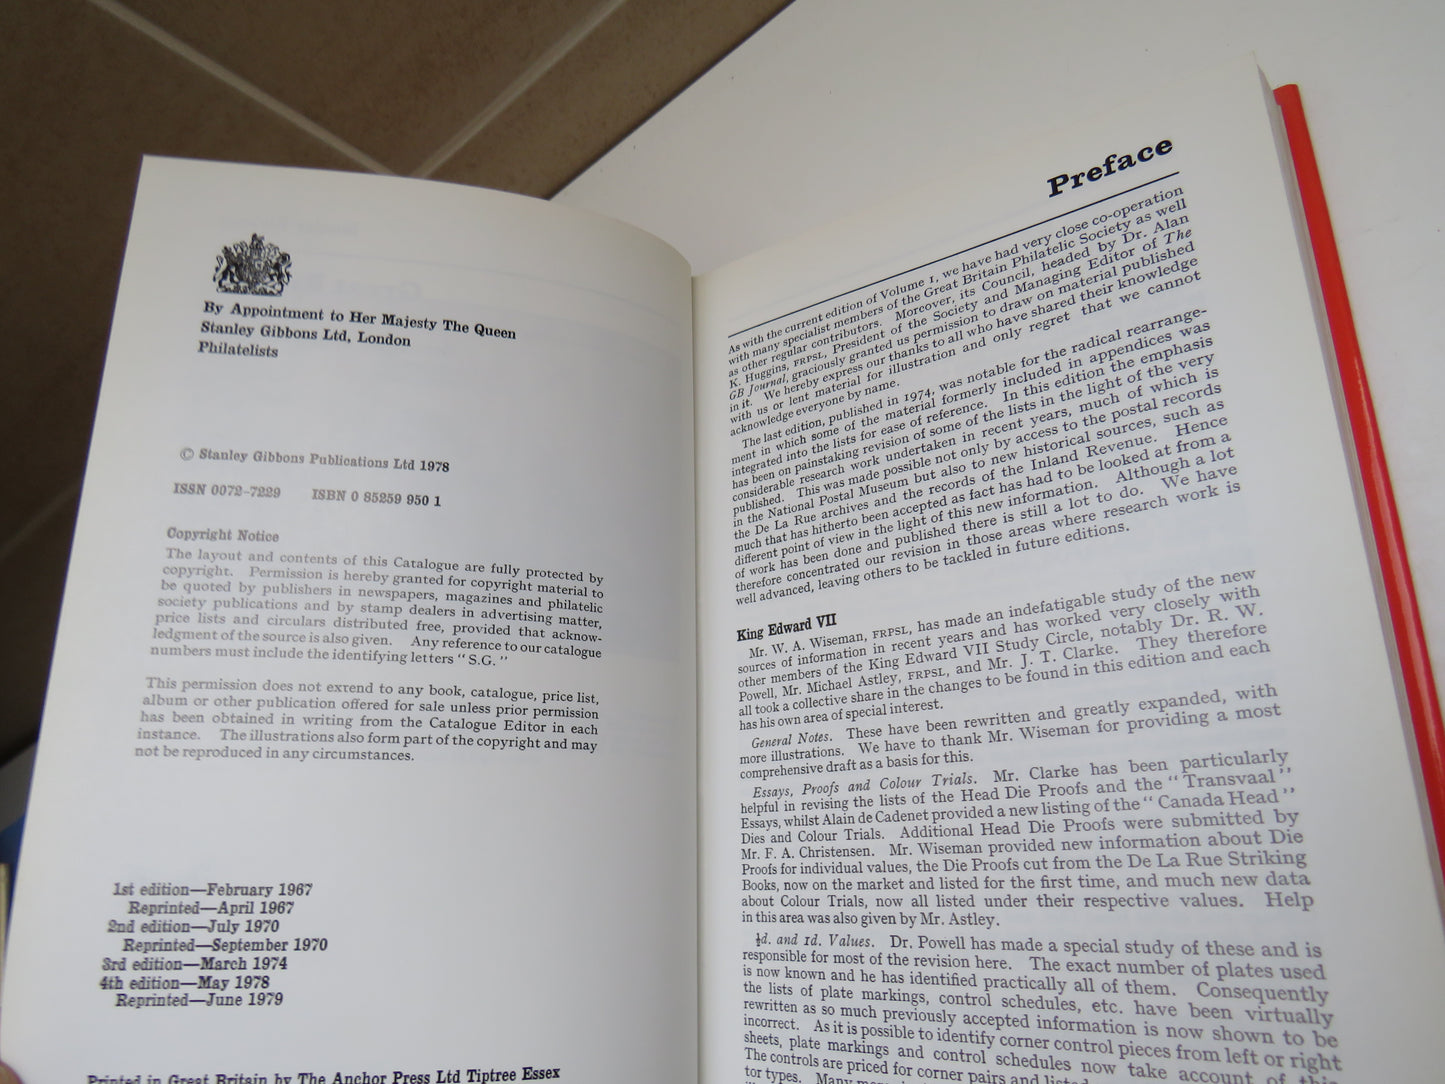 By Appointment to Her Majesty The Queen
Stanley Gibbons Ltd, London
Philatelists
© Stanley Gibbons Publications Ltd 1978
ISSN 0072-7229 ISBN 0 85259 950 1
Copyright Notice
The layout and contents of this Catalogue are fully protected by
copyright. Permission is hereby granted for copyright material to
be quoted by publishers in newspapers, magazines and philatelic
society publications and by stamp dealers in advertising matter,
price lists and circulars distributed free, provided that acknow-
ledgment of the source is also given. Any reference to our catalogue
numbers must include the identifying letters "S.G."
This permission does not extend to any book, catalogue, price list,
album or other publication offered for sale unless prior permission
has been obtained in writing from the Catalogue Editor in each
instance. The illustrations also form part of the copyright and may
not be reproduced in any circumstances.
1st edition—February 1967
Reprinted—April 1967
2nd edition—July 1970
Reprinted—September 1970
3rd edition—March 1974
4th edition—May 1978
Reprinted—June 1979
Printed in Great Britain by The Anchor Press Ltd Tiptree Essex
Preface
As with the current edition of Volume 1, we have had very close co-operation
with many specialist members of the Great Britain Philatelic Society as well
as other regular contributors. Moreover, its Council, headed by Dr. Alan
K. Huggins, FRPSL, President of the Society and Managing Editor of The
GB Journal, graciously granted us permission to draw on material published
in it. We hereby express our thanks to all who have shared their knowledge
with us or lent material for illustration and only regret that we cannot
acknowledge everyone by name.
The last edition, published in 1974, was notable for the radical rearrange-
ment in which some of the material formerly included in appendices was
integrated into the lists for ease of reference. In this edition the emphasis
has been on painstaking revision of some of the lists in the light of the very
considerable research work undertaken in recent years, much of which is
published. This was made possible not only by access to the postal records
in the National Postal Museum but also to new historical sources, such as
the De La Rue archives and the records of the Inland Revenue. Hence
much that has hitherto been accepted as fact has had to be looked at from a
different point of view in the light of this new information. Although a lot
of work has been done and published there is still a lot to do. We have
therefore concentrated our revision in those areas where research work is
well advanced, leaving others to be tackled in future editions.
King Edward VII
Mr. W. A. Wiseman, FRPSL, has made an indefatigable study of the new
sources of information in recent years and has worked very closely with
other members of the King Edward VII Study Circle, notably Dr. R. W.
Powell, Mr. Michael Astley, FRPSL, and Mr. J. T. Clarke. They therefore
all took a collective share in the changes to be found in this edition and each
has his own area of special interest.
General Notes. These have been rewritten and greatly expanded, with
more illustrations. We have to thank Mr. Wiseman for providing a most
comprehensive draft as a basis for this.
Essays, Proofs and Colour Trials. Mr. Clarke has been particularly
helpful in revising the lists of the Head Die Proofs and the "Transvaal"
Essays, whilst Alain de Cadenet provided a new listing of the "Canada Head"
Dies and Colour Trials. Additional Head Die Proofs were submitted by
Mr. F. A. Christensen. Mr. Wiseman provided new information about Die
Proofs for individual values, the Die Proofs cut from the De La Rue Striking
Books, now on the market and listed for the first time, and much new data
about Colour Trials, now all listed under their respective values. Help
in this area was also given by Mr. Astley.
½d. and 1d. Values. Dr. Powell has made a special study of these and is
responsible for most of the revision here. The exact number of plates used
is now known and he has identified practically all of them. Consequently
the lists of plate markings, control schedules, etc. have been virtually
rewritten as so much previously accepted information is now shown to be
incorrect. As it is possible to identify corner control pieces from left or right
sheets, plate markings and control schedules now take account of this
The controls are priced for corner pairs and listed
tor types. Many